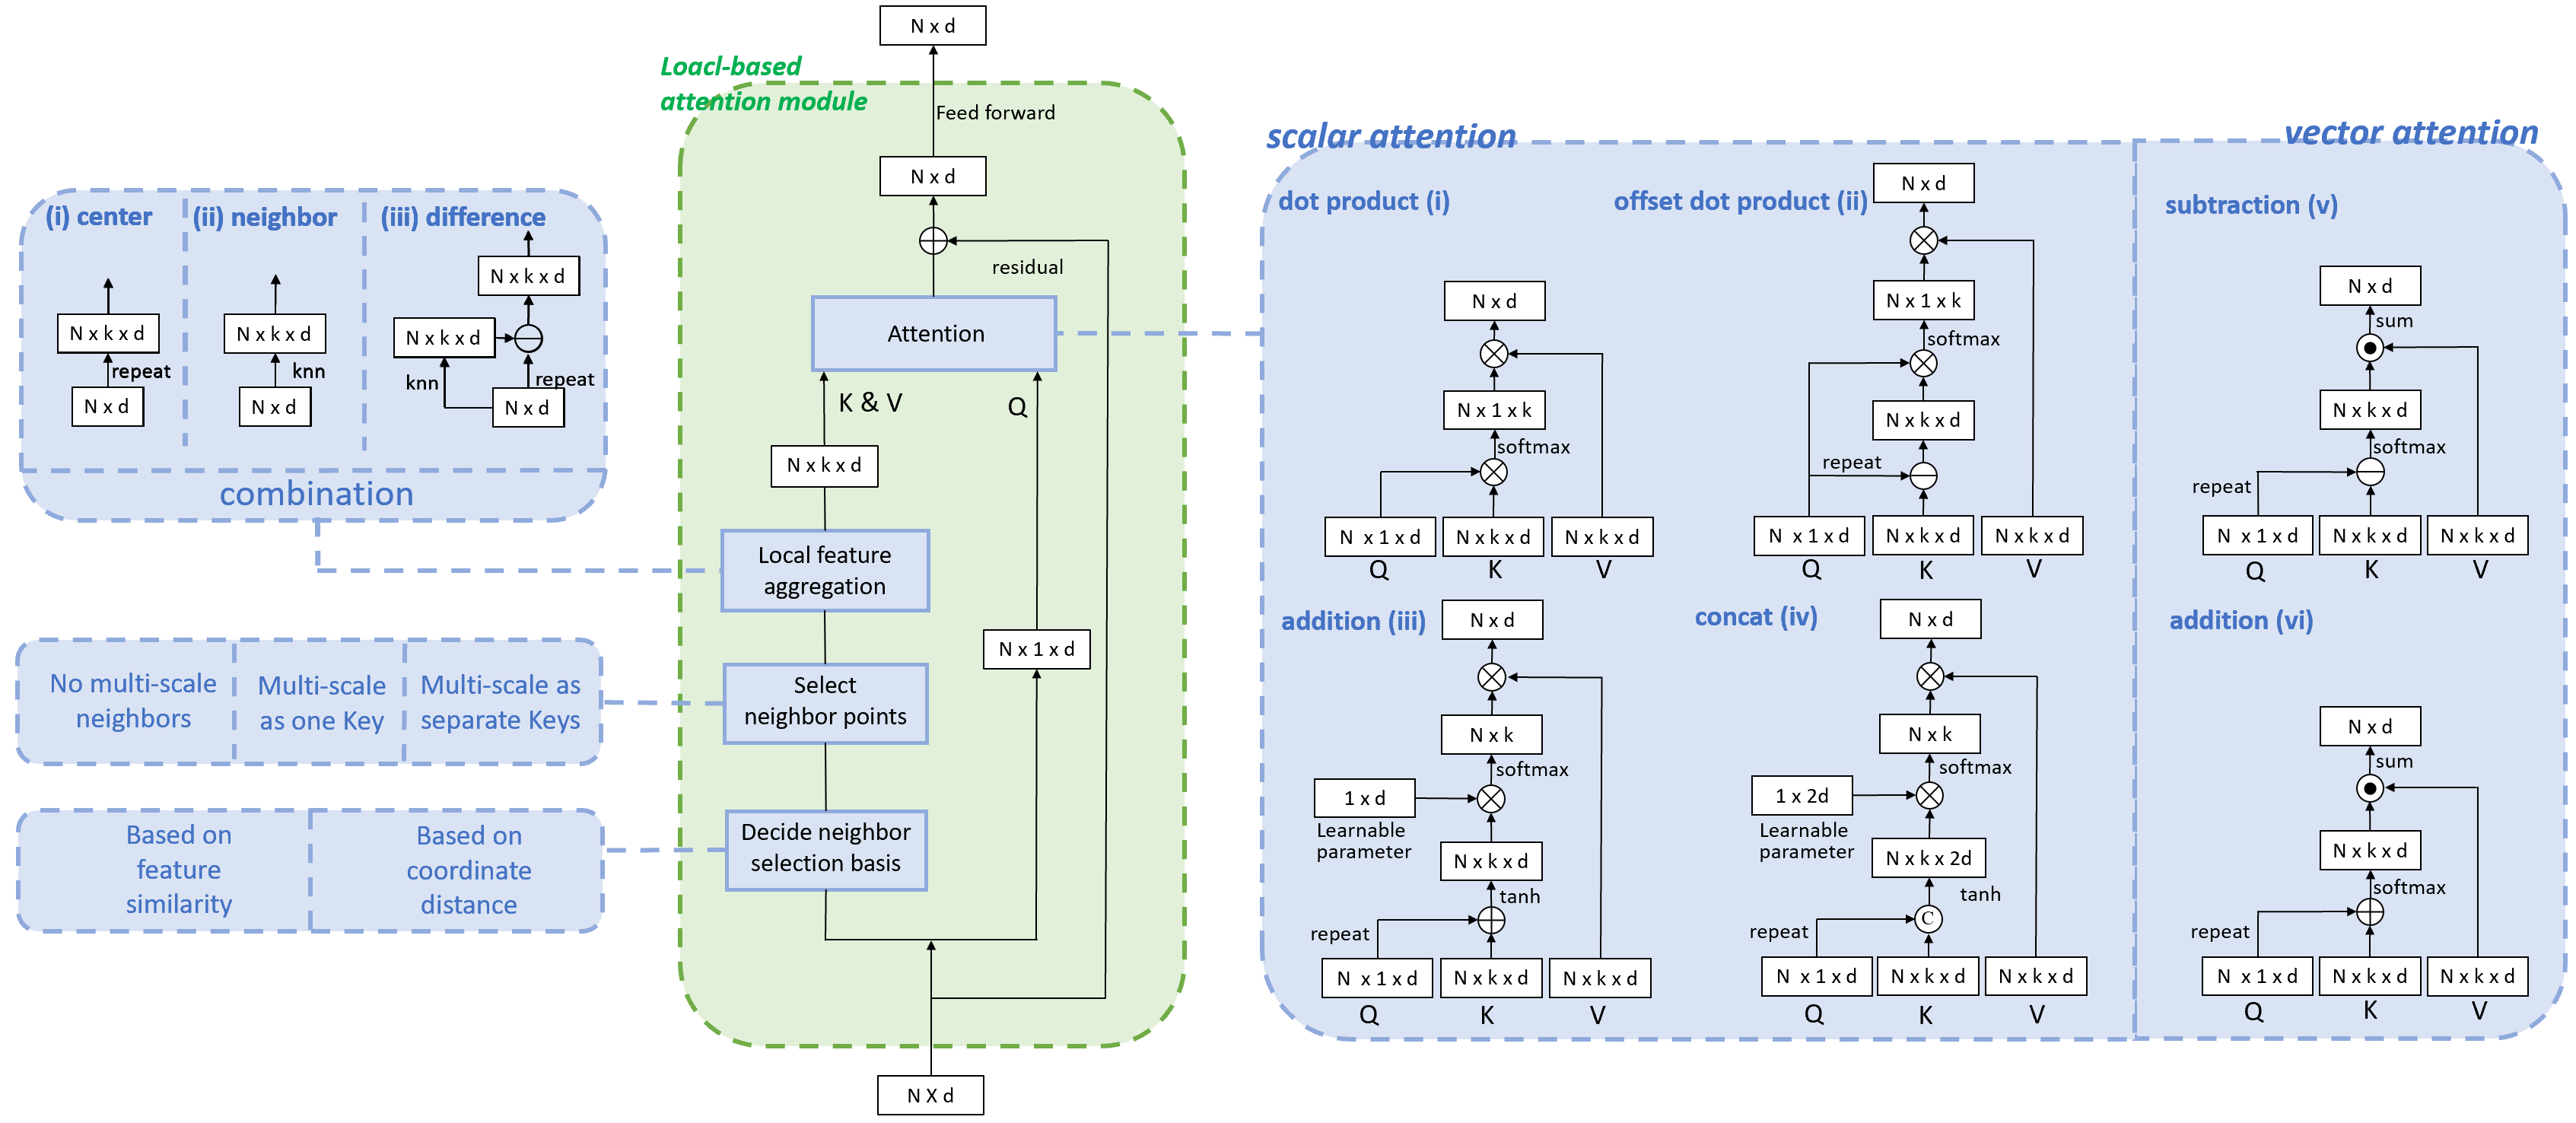 (i) center
(ii) neighbor
(iii) difference
N x k x d
repeat
N x d
N x k x d
knn
N x d
N x k x d
N x k x d
knn
repeat
N x d
combination
No multi-scale
neighbors
Multi-scale
as one Key
Multi-scale as
separate Keys
Based on
feature
similarity
Based on
coordinate
distance
Loacl-based
attention module
N x d
Feed forward
N x d
residual
Attention
K & V
Q
N x k x d
Local feature
aggregation
N x 1 x d
Select
neighbor points
Decide neighbor
selection basis
N X d
scalar attention
dot product (i)
N x d
N x 1 x k
softmax
N x 1 x d
N x k x d
N x k x d
Q
K
V
offset dot product (ii)
N x d
N x 1 x k
softmax
N x k x d
repeat
N x 1 x d
N x k x d
N x k x d
Q
K
V
addition (iii)
N x d
N x k
softmax
1 x d
Learnable
parameter
N x k x d
tanh
repeat
N x 1 x d
N x k x d
N x k x d
Q
K
V
concat (iv)
N x d
N x k
softmax
1 x 2d
Learnable
parameter
N x k x 2d
tanh
C
repeat
N x 1 x d
N x k x d
N x k x d
Q
K
V
vector attention
subtraction (v)
N x d
sum
N x k x d
softmax
repeat
N x 1 x d
N x k x d
N x k x d
Q
K
V
addition (vi)
N x d
sum
N x k x d
softmax
repeat
N x 1 x d
N x k x d
N x k x d
Q
K
V